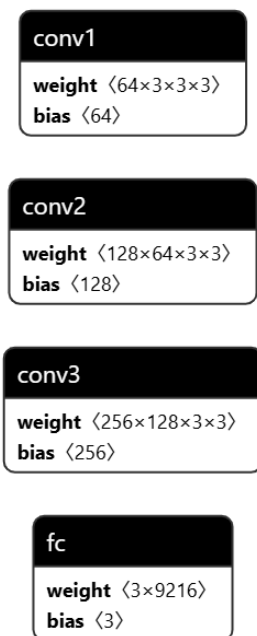 conv1
weight〈64×3×3×3〉
bias〈64〉
conv2
weight〈128×64×3×3〉
bias〈128〉
conv3
weight〈256×128×3×3〉
bias〈256〉
fc
weight〈3×9216〉
bias〈3〉